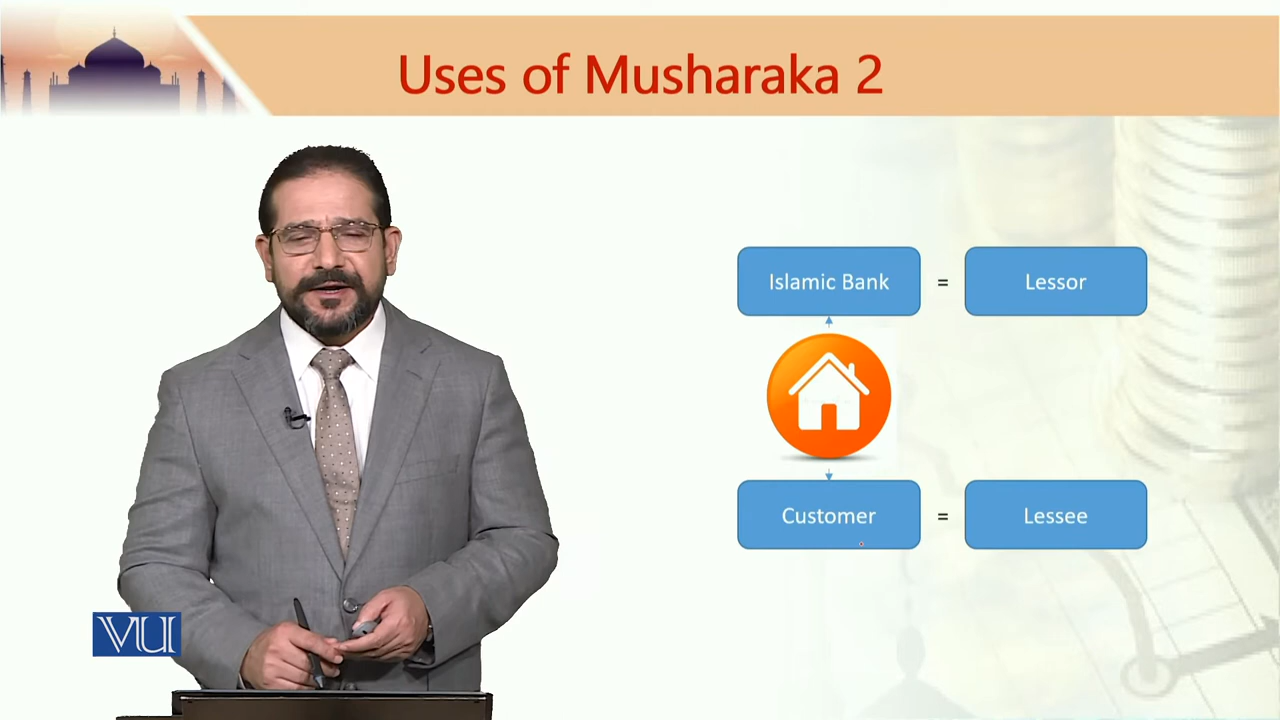 Uses of Musharaka 2
Islamic Bank = Lessor
Customer = Lessee
VU